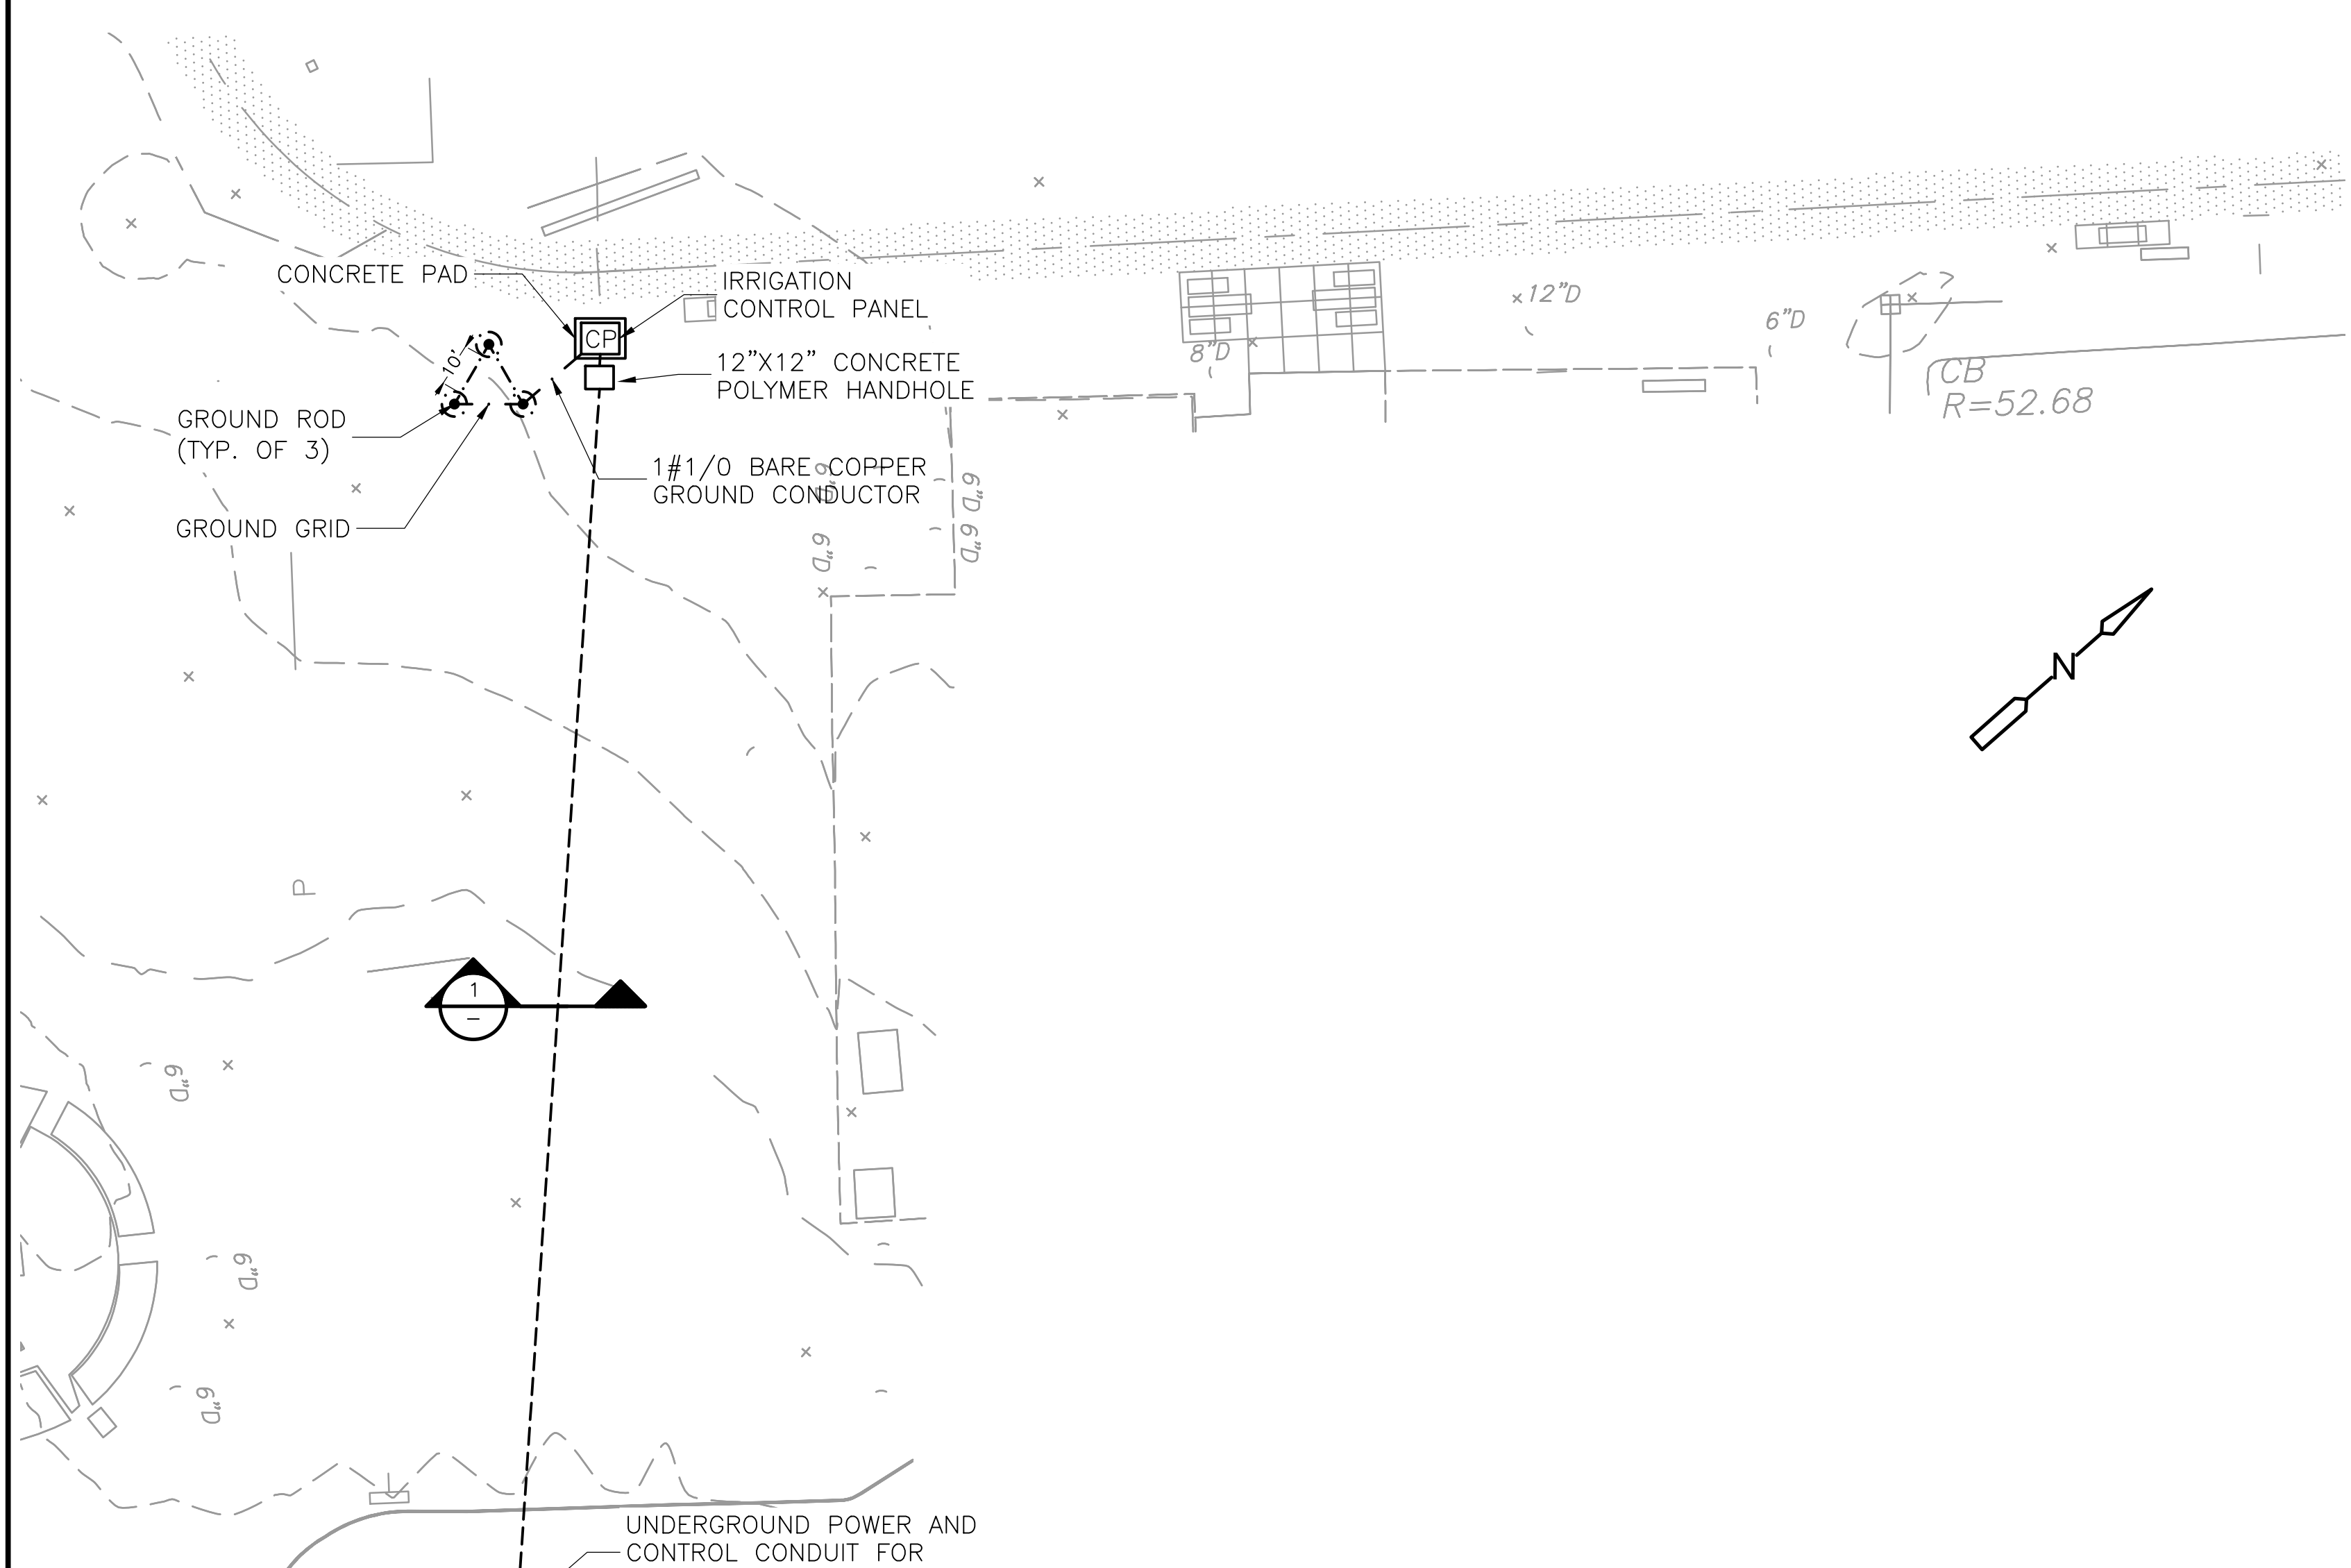 CONCRETE PAD
IRRIGATION
CONTROL PANEL
CP
12"X12" CONCRETE
POLYMER HANDHOLE
10'
GROUND ROD
(TYP. OF 3)
1#1/0 BARE COPPER
GROUND CONDUCTOR
GROUND GRID
12"D
6"D
8"D
CB
R=52.68
6"D
6"D
6"D
6"D
N
P
1
–
6"D
6"D
6"D
UNDERGROUND POWER AND
CONTROL CONDUIT FOR